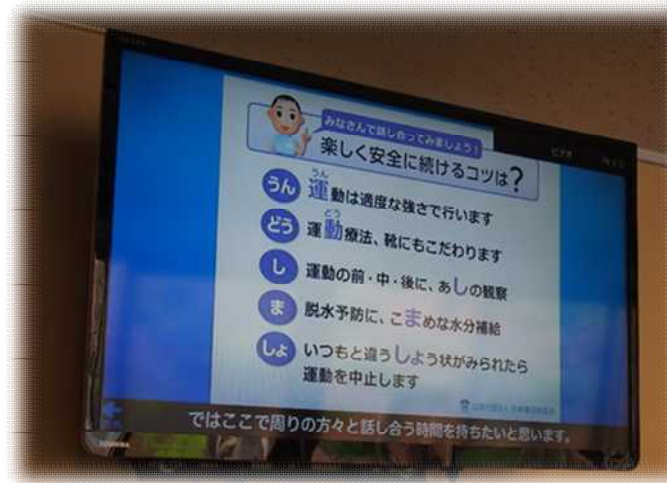 みなさんで話し合ってみましょう！
楽しく安全に続けるコツは?
うん 運動は適度な強さで行います
うん
どう 運動療法、靴にもこだわります
どう
し 運動の前・中・後に、あしの観察
ま 脱水予防に、こまめな水分補給
しょ いつもと違うしょう状がみられたら
運動を中止します
ではここで周りの方々と話し合う時間を持ちたいと思います。
ビデオ